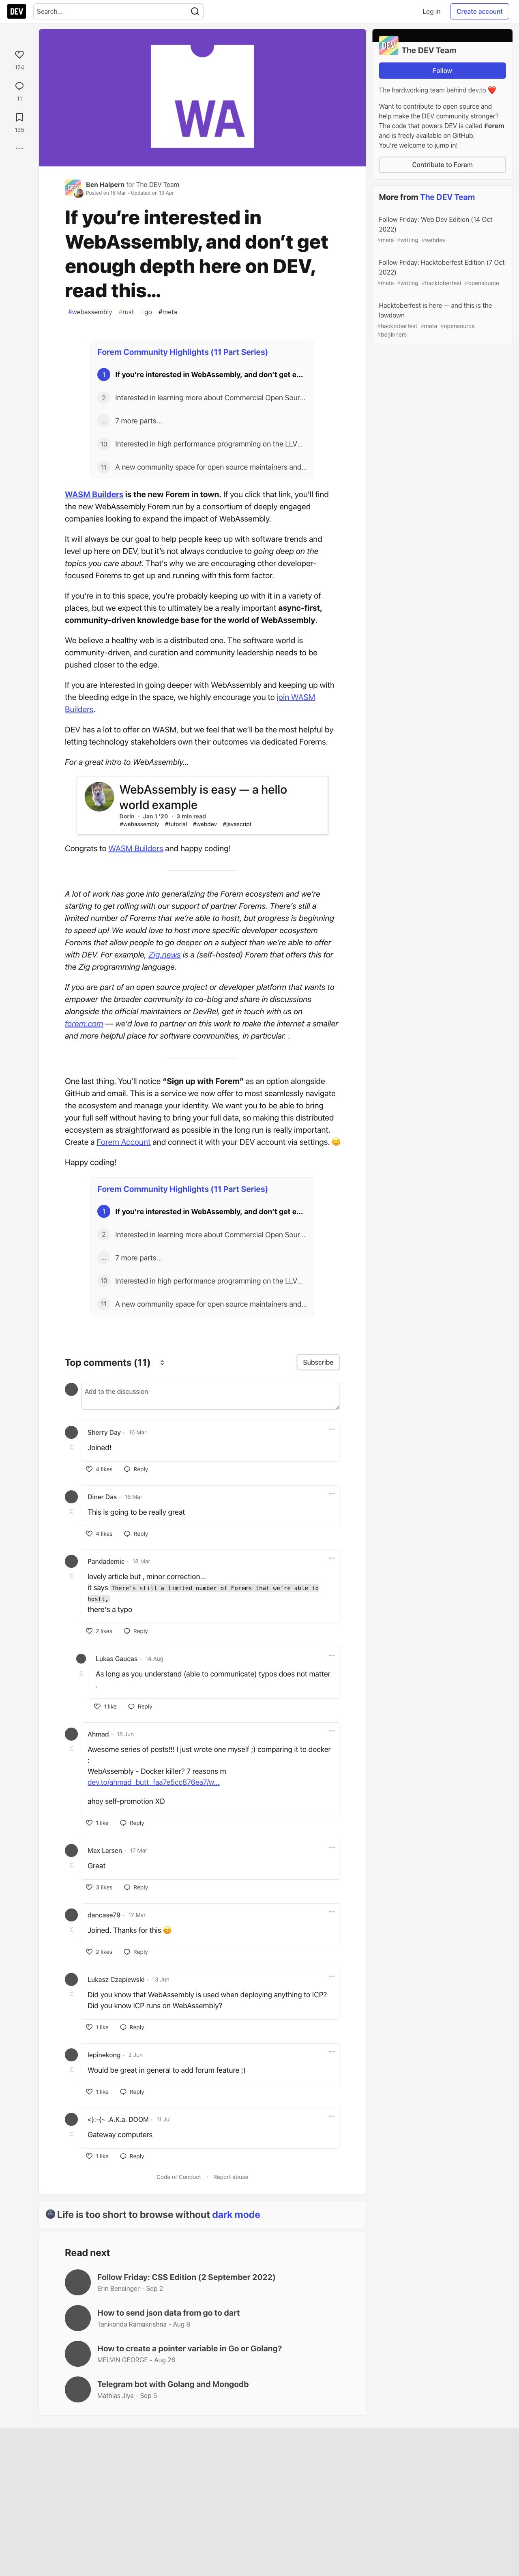 DEV
Search...
Log in
Create account
124
11
135
WA
Ben Halpern for The DEV Team
Posted on 16 Mar • Updated on 13 Apr
If you’re interested in
WebAssembly, and don’t get
enough depth here on DEV,
read this…
#webassembly #rust #go #meta
Forem Community Highlights (11 Part Series)
1 If you’re interested in WebAssembly, and don’t get e...
2 Interested in learning more about Commercial Open Sour...
... 7 more parts...
10 Interested in high performance programming on the LLV...
11 A new community space for open source maintainers and...
WASM Builders is the new Forem in town. If you click that link, you’ll find
the new WebAssembly Forem run by a consortium of deeply engaged
companies looking to expand the impact of WebAssembly.
It will always be our goal to help people keep up with software trends and
level up here on DEV, but it’s not always conducive to going deep on the
topics you care about. That’s why we are encouraging other developer-
focused Forems to get up and running with this form factor.
If you’re in to this space, you’re probably keeping up with it in a variety of
places, but we expect this to ultimately be a really important async-first,
community-driven knowledge base for the world of WebAssembly.
We believe a healthy web is a distributed one. The software world is
community-driven, and curation and community leadership needs to be
pushed closer to the edge.
If you are interested in going deeper with WebAssembly and keeping up with
the bleeding edge in the space, we highly encourage you to join WASM
Builders.
DEV has a lot to offer on WASM, but we feel that we’ll be the most helpful by
letting technology stakeholders own their outcomes via dedicated Forems.
For a great intro to WebAssembly...
WebAssembly is easy — a hello
world example
Dorin ・ Jan 1 '20 ・ 3 min read
#webassembly #tutorial #webdev #javascript
Congrats to WASM Builders and happy coding!
A lot of work has gone into generalizing the Forem ecosystem and we’re
starting to get rolling with our support of partner Forems. There’s still a
limited number of Forems that we’re able to host, but progress is beginning
to speed up! We would love to host more specific developer ecosystem
Forems that allow people to go deeper on a subject than we’re able to offer
with DEV. For example, Zig.news is a (self-hosted) Forem that offers this for
the Zig programming language.
If you are part of an open source project or developer platform that wants to
empower the broader community to co-blog and share in discussions
alongside the official maintainers or DevRel, get in touch with us on
forem.com — we’d love to partner on this work to make the internet a smaller
and more helpful place for software communities, in particular. .
One last thing. You’ll notice “Sign up with Forem” as an option alongside
GitHub and email. This is a service we now offer to most seamlessly navigate
the ecosystem and manage your identity. We want you to be able to bring
your full self without having to bring your full data, so making this distributed
ecosystem as straightforward as possible in the long run is really important.
Create a Forem Account and connect it with your DEV account via settings. 😄
Happy coding!
Forem Community Highlights (11 Part Series)
1 If you’re interested in WebAssembly, and don’t get e...
2 Interested in learning more about Commercial Open Sour...
... 7 more parts...
10 Interested in high performance programming on the LLV...
11 A new community space for open source maintainers and...
Top comments (11)
Subscribe
Add to the discussion
Sherry Day • 16 Mar
Joined!
4 likes Reply
Diner Das • 16 Mar
This is going to be really great
4 likes Reply
Pandademic • 18 Mar
lovely article but , minor correction...
it says There’s still a limited number of Forems that we’re able to
hostt,
there's a typo
2 likes Reply
Lukas Gaucas • 14 Aug
As long as you understand (able to communicate) typos does not matter
.
1 like Reply
Ahmad • 18 Jun
Awesome series of posts!!! I just wrote one myself ;) comparing it to docker
:
WebAssembly - Docker killer? 7 reasons m
dev.to/ahmad_butt_faa7e5cc876ea7/w...
ahoy self-promotion XD
1 like Reply
Max Larsen • 17 Mar
Great
3 likes Reply
dancase79 • 17 Mar
Joined. Thanks for this 😇
2 likes Reply
Lukasz Czapiewski • 13 Jun
Did you know that WebAssembly is used when deploying anything to ICP?
Did you know ICP runs on WebAssembly?
1 like Reply
lepinekong • 2 Jun
Would be great in general to add forum feature ;)
1 like Reply
<}:-{~ .A.K.a. DOOM • 11 Jul
Gateway computers
1 like Reply
Code of Conduct • Report abuse
🌚 Life is too short to browse without dark mode
Read next
Follow Friday: CSS Edition (2 September 2022)
Erin Bensinger - Sep 2
How to send json data from go to dart
Tanikonda Ramakrishna - Aug 8
How to create a pointer variable in Go or Golang?
MELVIN GEORGE - Aug 26
Telegram bot with Golang and Mongodb
Mathias Jiya - Sep 5
The DEV Team
Follow
The hardworking team behind dev.to ❤️
Want to contribute to open source and
help make the DEV community stronger?
The code that powers DEV is called Forem
and is freely available on GitHub.
You're welcome to jump in!
Contribute to Forem
More from The DEV Team
Follow Friday: Web Dev Edition (14 Oct
2022)
#meta #writing #webdev
Follow Friday: Hacktoberfest Edition (7 Oct
2022)
#meta #writing #hacktoberfest #opensource
Hacktoberfest is here — and this is the
lowdown
#hacktoberfest #meta #opensource
#beginners